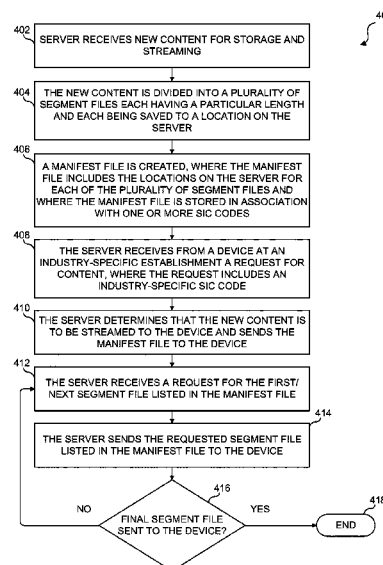 40
402
SERVER RECEIVES NEW CONTENT FOR STORAGE AND
STREAMING
404
THE NEW CONTENT IS DIVIDED INTO A PLURALITY OF
SEGMENT FILES EACH HAVING A PARTICULAR LENGTH
AND EACH BEING SAVED TO A LOCATION ON THE
SERVER
406
A MANIFEST FILE IS CREATED, WHERE THE MANIFEST
FILE INCLUDES THE LOCATIONS ON THE SERVER FOR
EACH OF THE PLURALITY OF SEGMENT FILES AND
WHERE THE MANIFEST FILE IS STORED IN ASSOCIATION
WITH ONE OR MORE SIC CODES
408
THE SERVER RECEIVES FROM A DEVICE AT AN
INDUSTRY-SPECIFIC ESTABLISHMENT A REQUEST FOR
CONTENT, WHERE THE REQUEST INCLUDES AN
INDUSTRY-SPECIFIC SIC CODE
410
THE SERVER DETERMINES THAT THE NEW CONTENT IS
TO BE STREAMED TO THE DEVICE AND SENDS THE
MANIFEST FILE TO THE DEVICE
412
THE SERVER RECEIVES A REQUEST FOR THE FIRST/
NEXT SEGMENT FILE LISTED IN THE MANIFEST FILE
414
THE SERVER SENDS THE REQUESTED SEGMENT FILE
LISTED IN THE MANIFEST FILE TO THE DEVICE
416
NO
FINAL SEGMENT FILE
SENT TO THE DEVICE?
YES
418
END